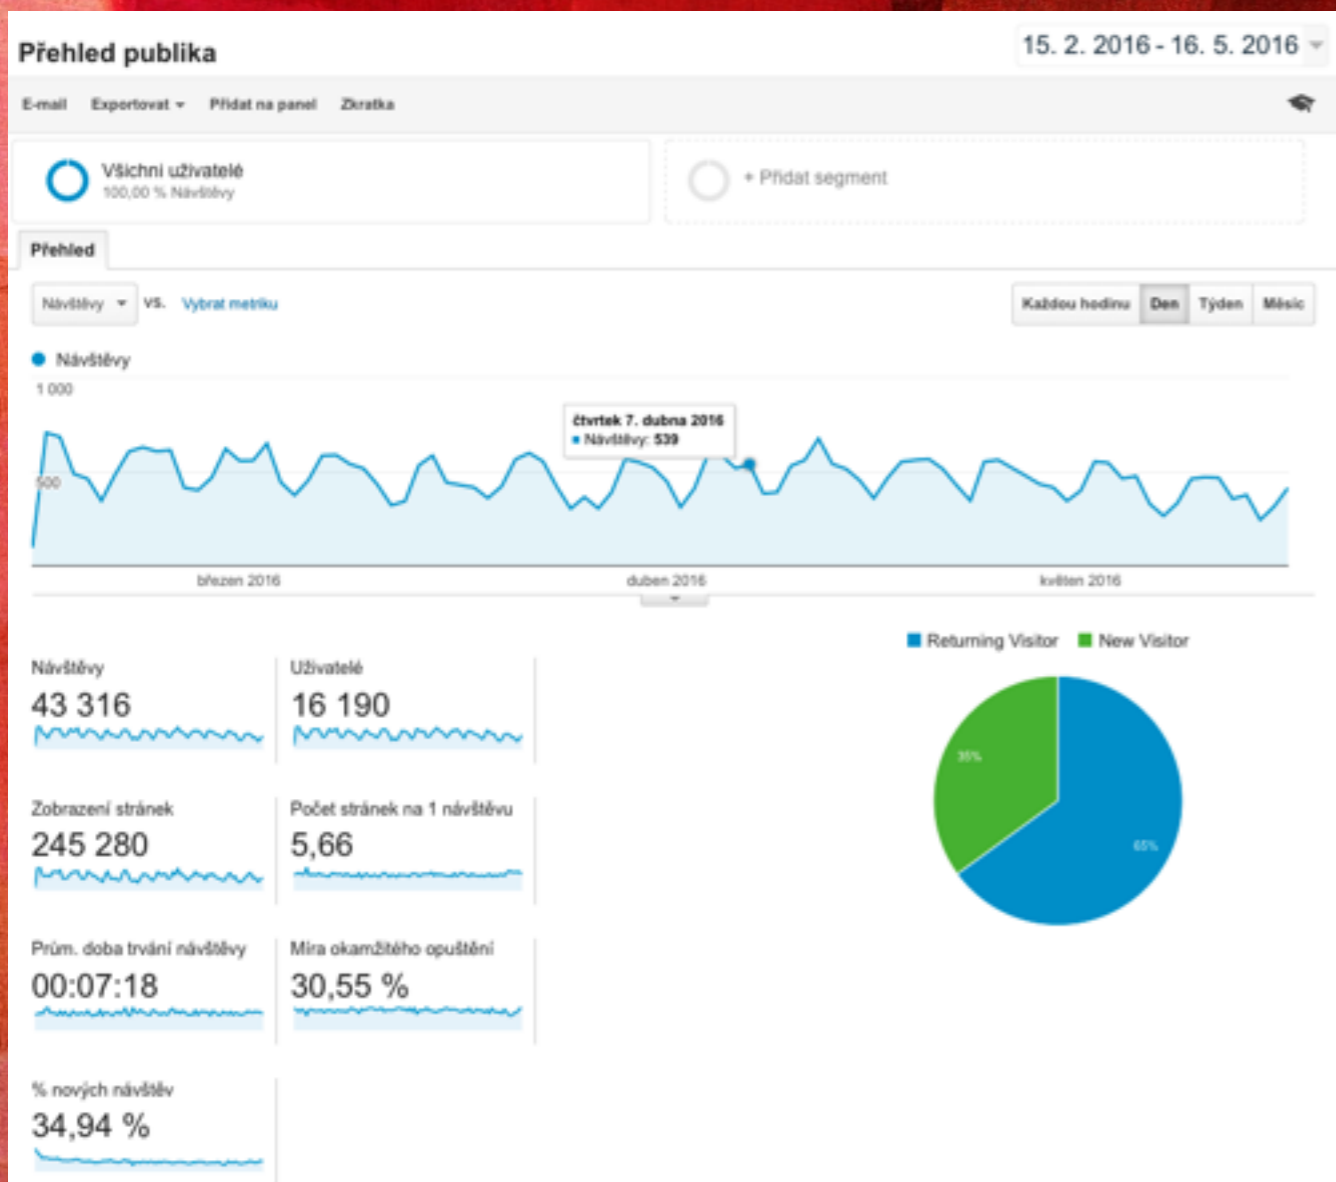 Přehled publika
15. 2. 2016 - 16. 5. 2016
E-mail Exportovat Přidat na panel Zkratka
Všichni uživatelé
100,00 % Návštěvy
+ Přidat segment
Přehled
Návštěvy vs. Vybrat metriku
Každou hodinu Den Týden Měsíc
Návštěvy
1 000
čtvrtek 7. dubna 2016
Návštěvy: 539
500
březen 2016 duben 2016 květen 2016
Returning Visitor New Visitor
Návštěvy Uživatelé
43 316 16 190
35%
Zobrazení stránek Počet stránek na 1 návštěvu
245 280 5,66
65%
Prům. doba trvání návštěvy Míra okamžitého opuštění
00:07:18 30,55 %
% nových návštěv
34,94 %